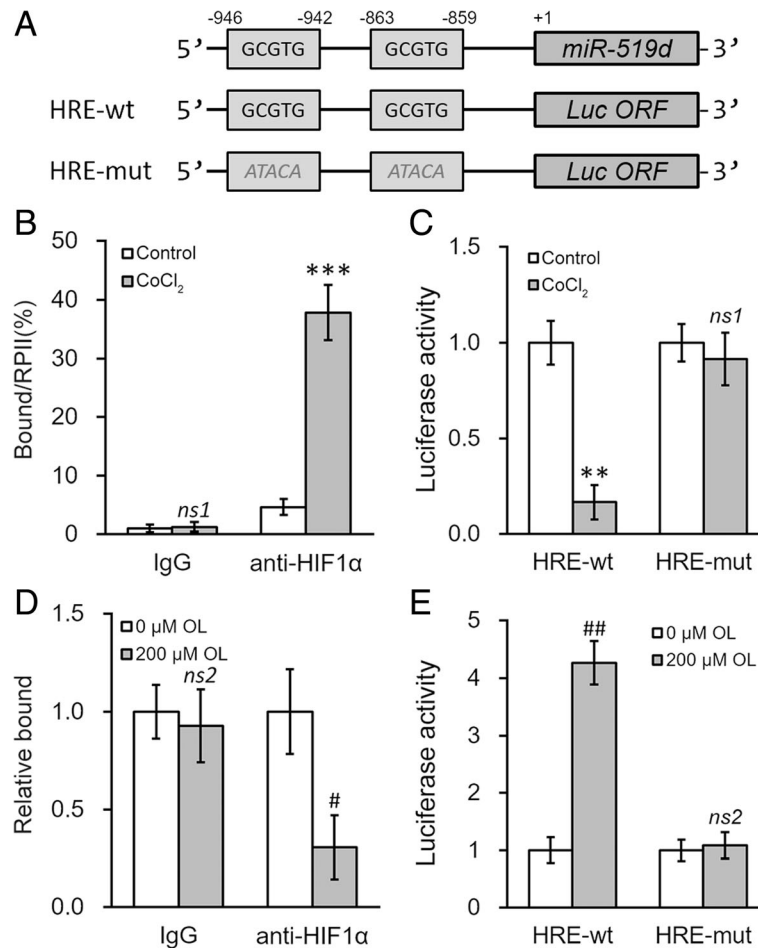 A
-946 -942 -863 -859 +1
5’ GCGTG GCGTG miR-519d -3’
HRE-wt 5’ GCGTG GCGTG Luc ORF -3’
HRE-mut 5’ ATACA ATACA Luc ORF -3’
B
Bound/RPII(%)
50
40
30
20
10
0
Control
CoCl₂
ns1
***
IgG anti-HIF1α
C
Luciferase activity
1.5
1.0
0.5
0.0
Control
CoCl₂
**
ns1
HRE-wt HRE-mut
D
Relative bound
1.5
1.0
0.5
0.0
0 μM OL
200 μM OL
ns2
#
IgG anti-HIF1α
E
Luciferase activity
5
4
3
2
1
0
##
0 μM OL
200 μM OL
ns2
HRE-wt HRE-mut